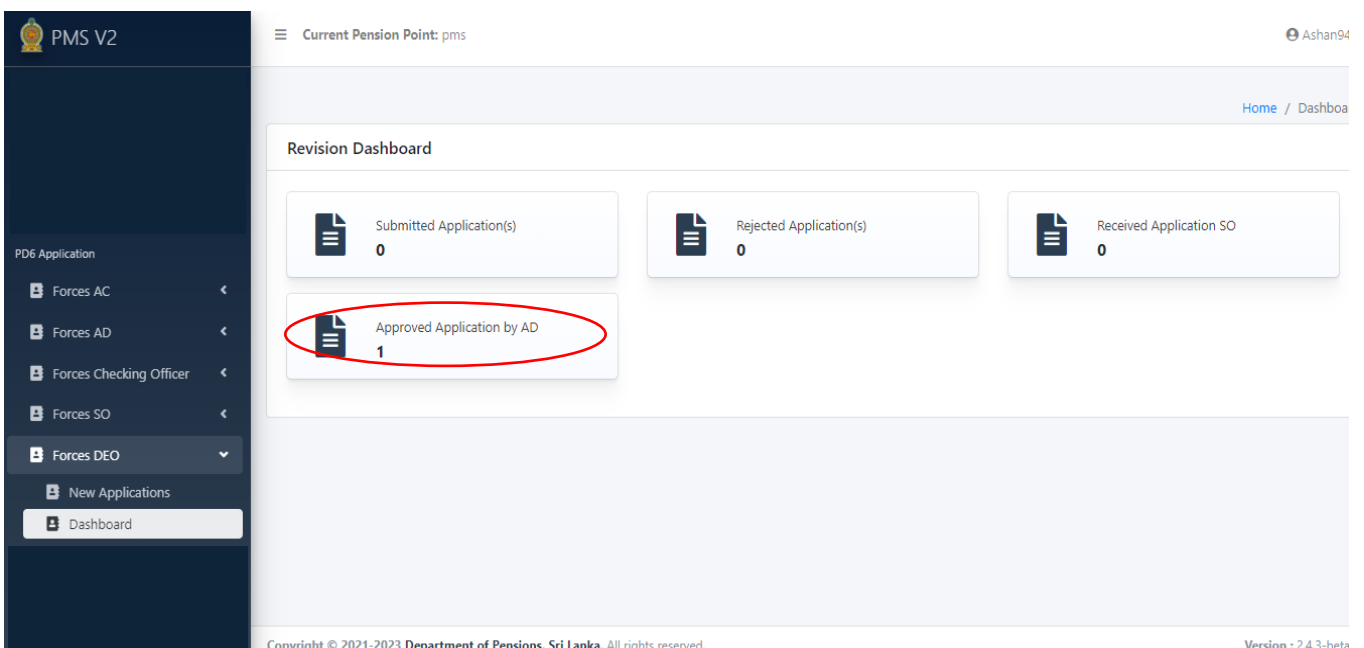 PMS V2
Current Pension Point: pms
Ashan94
Home / Dashboa
Revision Dashboard
Submitted Application(s)
0
Rejected Application(s)
0
Received Application SO
0
Approved Application by AD
1
PD6 Application
Forces AC
Forces AD
Forces Checking Officer
Forces SO
Forces DEO
New Applications
Dashboard
Copyright © 2021-2023 Department of Pensions, Sri Lanka. All rights reserved.
Version : 2.4.3-beta